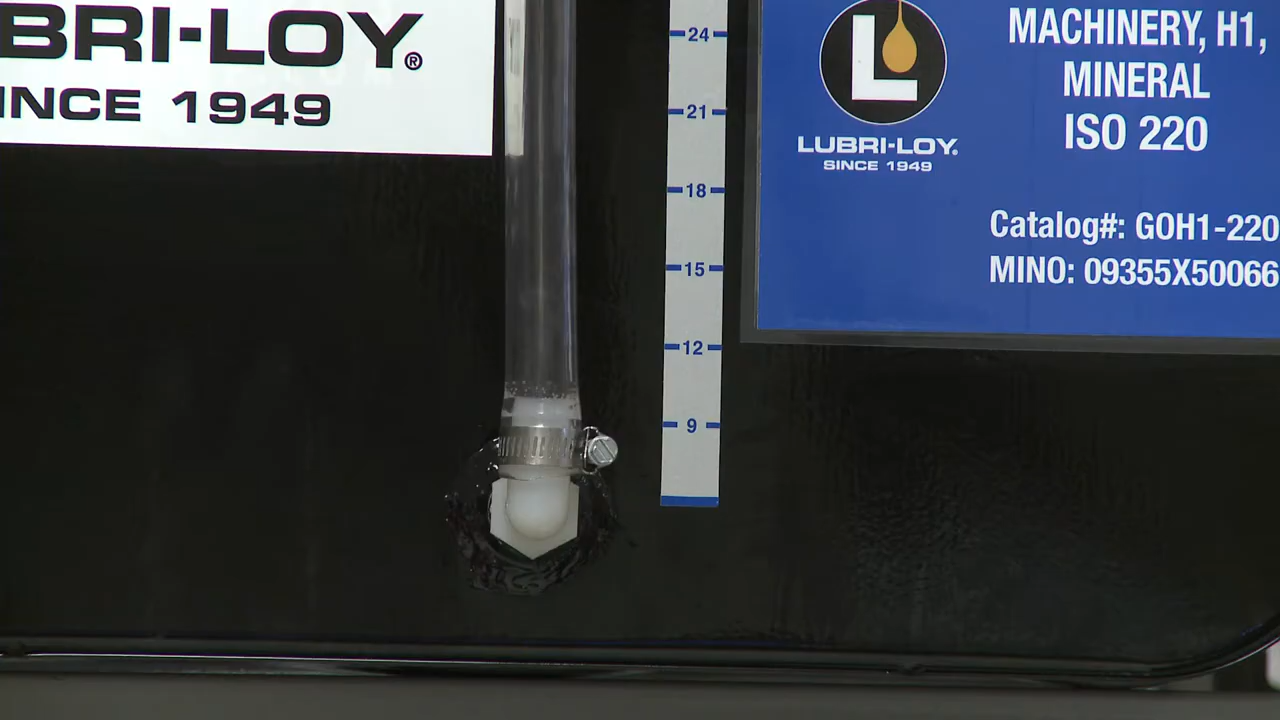 BRI-LOY®
INCE 1949
24
21
18
15
12
9
L
LUBRI-LOY.
SINCE 1949
MACHINERY, H1,
MINERAL
ISO 220
Catalog#: GOH1-220
MINO: 09355X50066